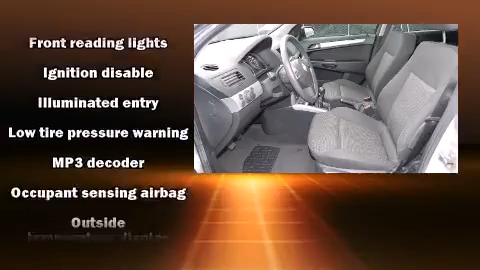 Front reading lights
Ignition disable
Illuminated entry
Low tire pressure warning
MP3 decoder
Occupant sensing airbag
Outside